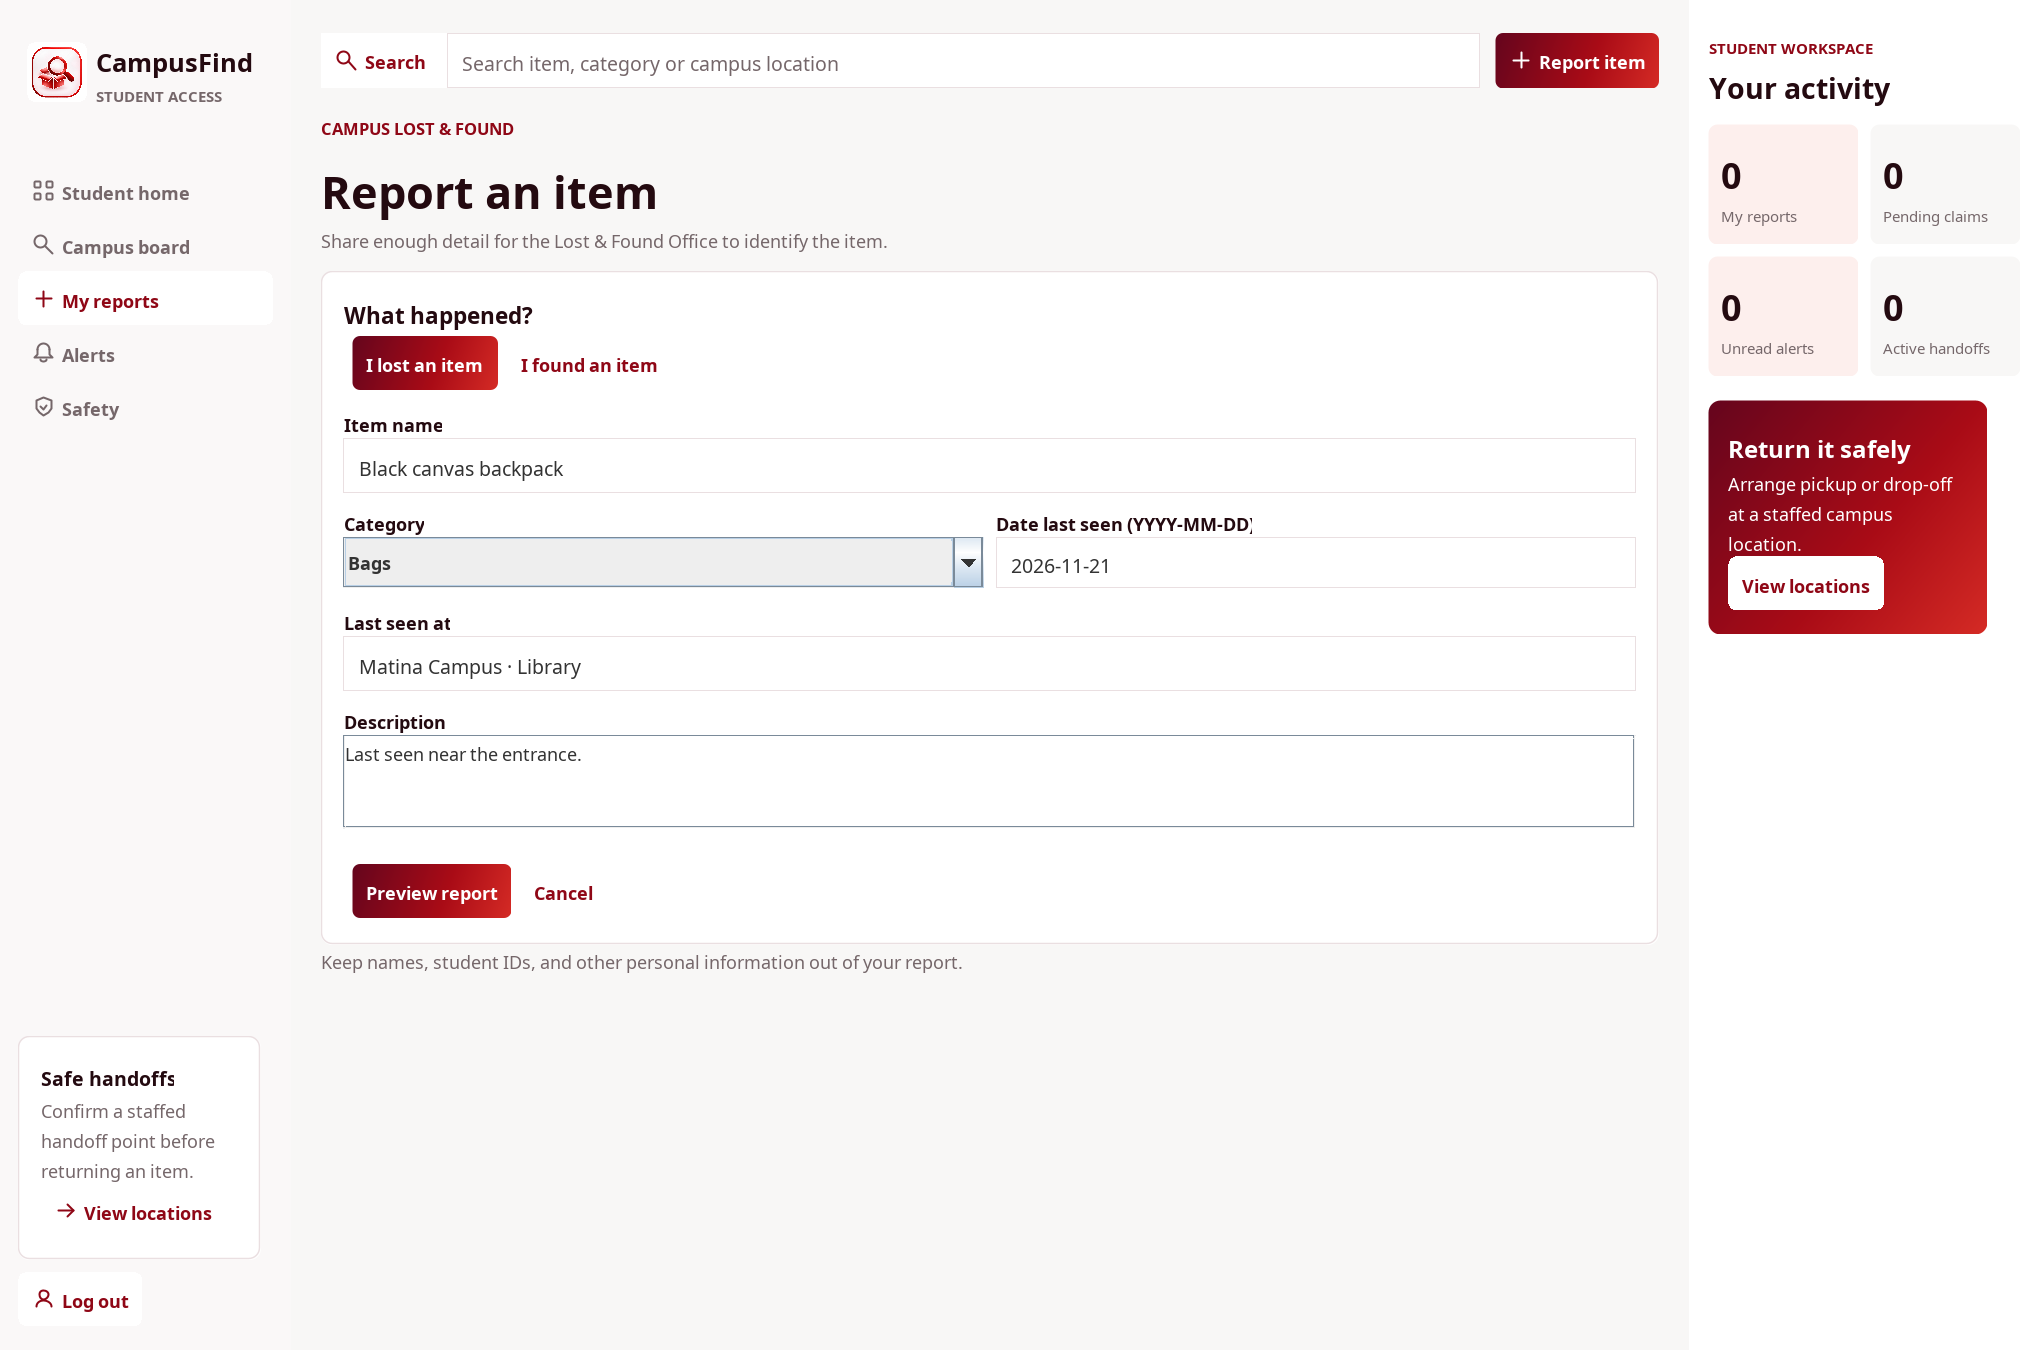 CampusFind
STUDENT ACCESS
Student home
Campus board
My reports
Alerts
Safety
Safe handoffs
Confirm a staffed
handoff point before
returning an item.
View locations
Log out
Search
Search item, category or campus location
Report item
CAMPUS LOST & FOUND
Report an item
Share enough detail for the Lost & Found Office to identify the item.
What happened?
I lost an item
I found an item
Item name
Black canvas backpack
Category
Date last seen (YYYY-MM-DD)
Bags
2026-11-21
Last seen at
Matina Campus · Library
Description
Last seen near the entrance.
Preview report
Cancel
Keep names, student IDs, and other personal information out of your report.
STUDENT WORKSPACE
Your activity
0
My reports
0
Pending claims
0
Unread alerts
0
Active handoffs
Return it safely
Arrange pickup or drop-off
at a staffed campus
location.
View locations